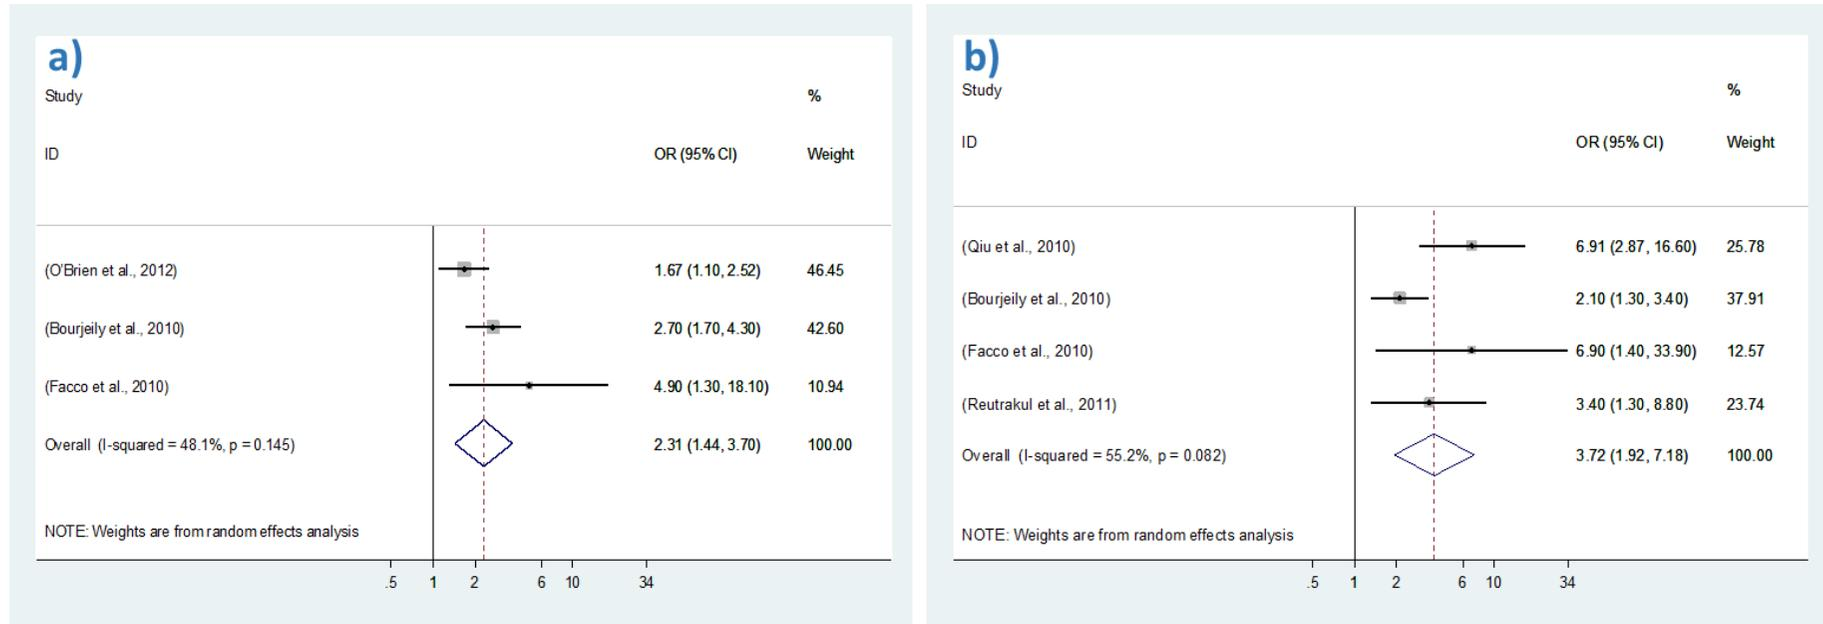 a)
Study %
ID OR (95% CI) Weight
(O'Brien et al., 2012) 1.67 (1.10, 2.52) 46.45
(Bourjeily et al., 2010) 2.70 (1.70, 4.30) 42.60
(Facco et al., 2010) 4.90 (1.30, 18.10) 10.94
Overall (I-squared = 48.1%, p = 0.145) 2.31 (1.44, 3.70) 100.00
NOTE: Weights are from random effects analysis
.5 1 2 6 10 34
b)
Study %
ID OR (95% CI) Weight
(Qiu et al., 2010) 6.91 (2.87, 16.60) 25.78
(Bourjeily et al., 2010) 2.10 (1.30, 3.40) 37.91
(Facco et al., 2010) 6.90 (1.40, 33.90) 12.57
(Reutrakul et al., 2011) 3.40 (1.30, 8.80) 23.74
Overall (I-squared = 55.2%, p = 0.082) 3.72 (1.92, 7.18) 100.00
NOTE: Weights are from random effects analysis
.5 1 2 6 10 34